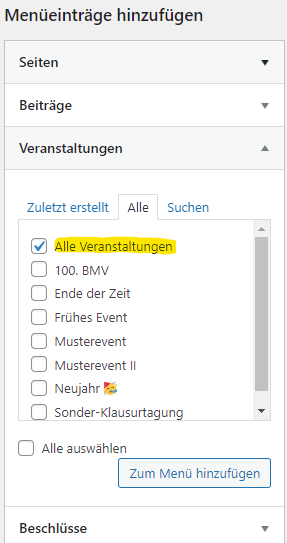 Menüeinträge hinzufügen
Seiten
Beiträge
Veranstaltungen
Zuletzt erstellt Alle Suchen
Alle Veranstaltungen
100. BMV
Ende der Zeit
Frühes Event
Musterevent
Musterevent II
Neujahr 🥳
Sonder-Klausurtagung
Alle auswählen
Zum Menü hinzufügen
Beschlüsse